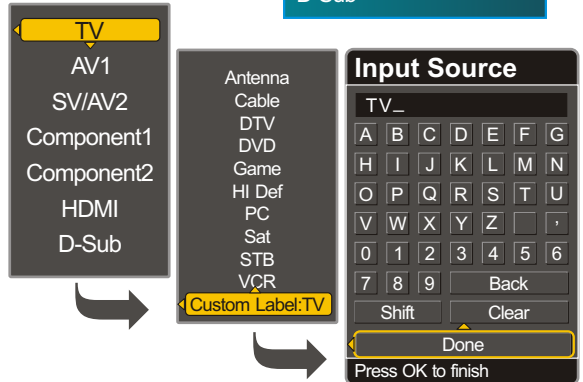 D-Sub
TV
AV1
SV/AV2
Component1
Component2
HDMI
D-Sub
Antenna
Cable
DTV
DVD
Game
HI Def
PC
Sat
STB
VCR
Custom Label:TV
Input Source
TV_
A B C D E F G
H I J K L M N
O P Q R S T U
V W X Y Z ,
0 1 2 3 4 5 6
7 8 9 Back
Shift Clear
Done
Press OK to finish